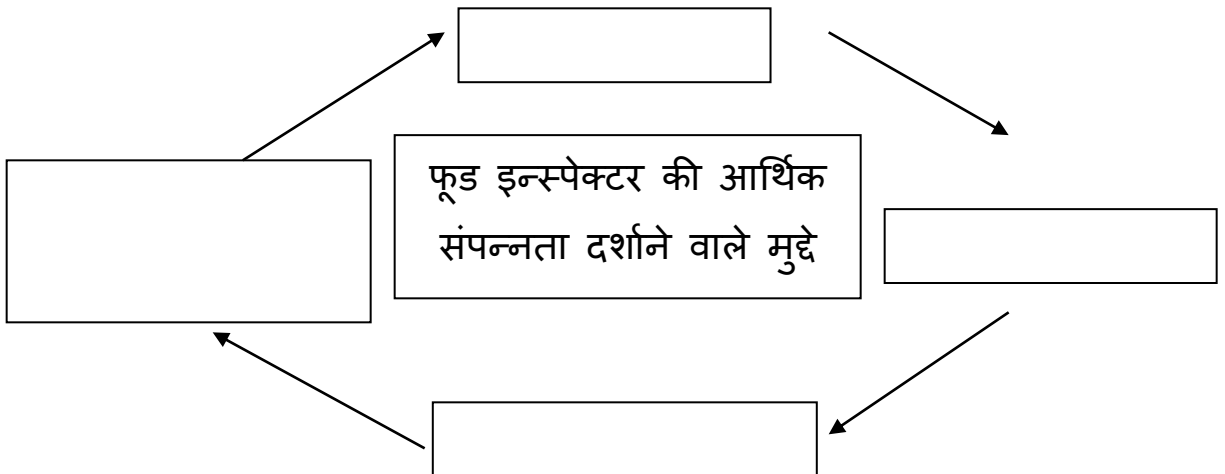 फूड इन्स्पेक्टर की आर्थिक
संपन्नता दर्शाने वाले मुद्दे